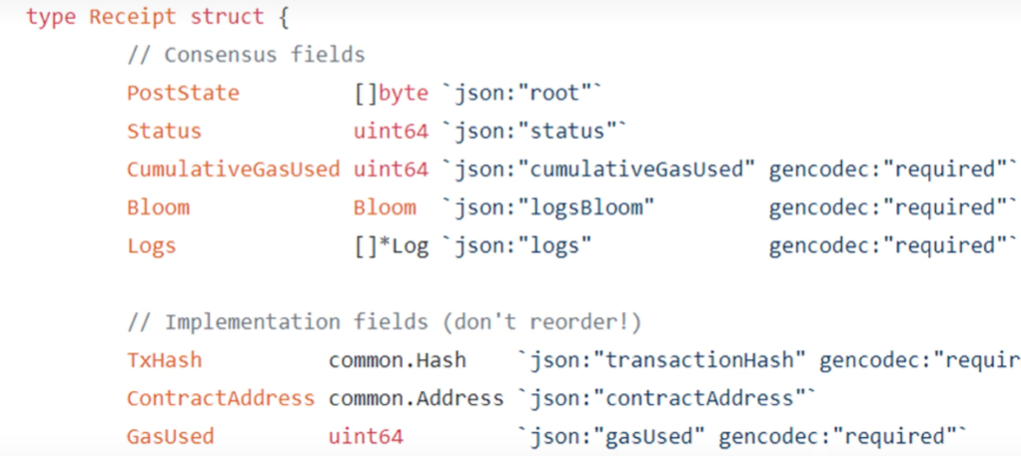 type Receipt struct {
// Consensus fields
PostState []byte `json:"root"`
Status uint64 `json:"status"`
CumulativeGasUsed uint64 `json:"cumulativeGasUsed" gencodec:"required"`
Bloom Bloom `json:"logsBloom" gencodec:"required"`
Logs []*Log `json:"logs" gencodec:"required"`
// Implementation fields (don't reorder!)
TxHash common.Hash `json:"transactionHash" gencodec:"requir
ContractAddress common.Address `json:"contractAddress"`
GasUsed uint64 `json:"gasUsed" gencodec:"required"`